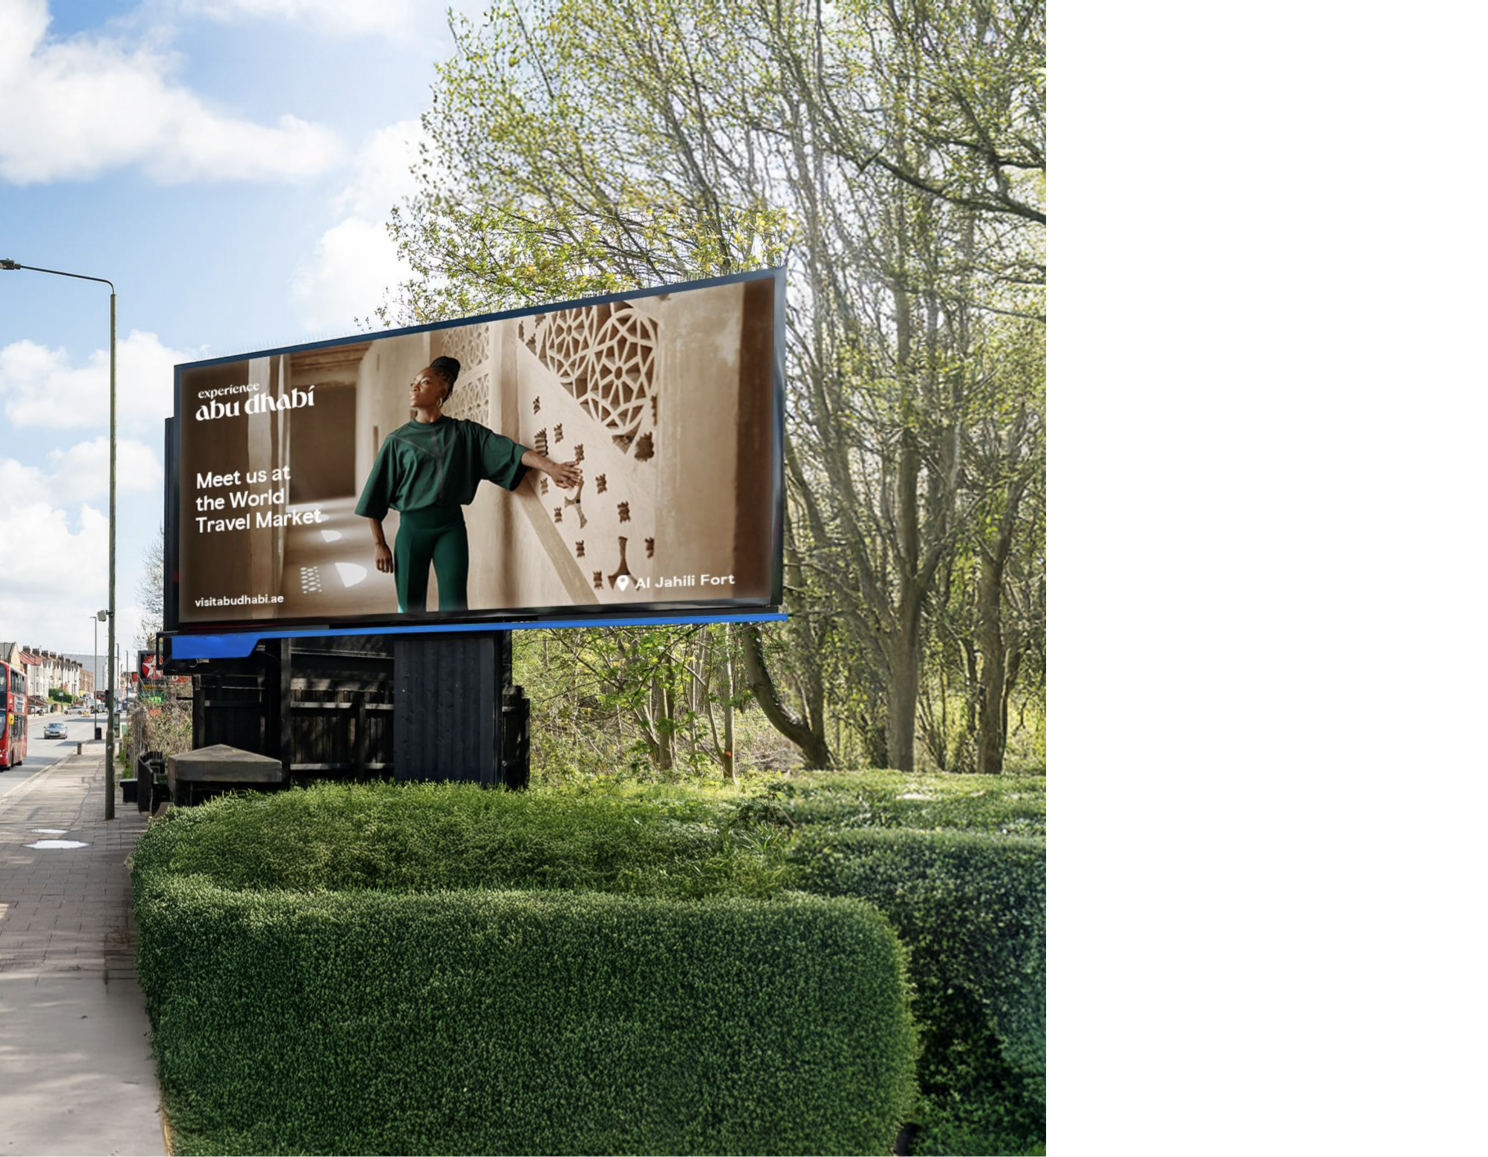 experience
abu dhabi
Meet us at
the World
Travel Market
visitabudhabi.ae
Al Jahili Fort